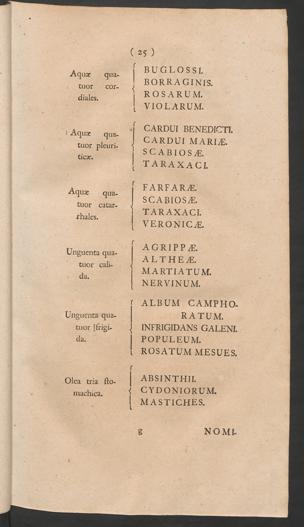 ( 25 )
Aquæ qua-
tuor cor-
diales.
BUGLOSSI.
BORRAGINIS.
ROSARUM.
VIOLARUM.
Aquæ qua-
tuor pleuri-
ticæ.
CARDUI BENEDICTI.
CARDUI MARIÆ.
SCABIOSÆ.
TARAXACI.
Aquæ qua-
tuor catar-
rhales.
FARFARÆ.
SCABIOSÆ.
TARAXACI.
VERONICÆ.
Unguenta qua-
tuor cali-
da.
AGRIPPÆ.
ALTHEÆ.
MARTIATUM.
NERVINUM.
Unguenta qua-
tuor frigi-
da.
ALBUM CAMPHO-
RATUM.
INFRIGIDANS GALENI.
POPULEUM.
ROSATUM MESUES.
Olea tria ſto-
machica.
ABSINTHII.
CYDONIORUM.
MASTICHES.
g NOMI-